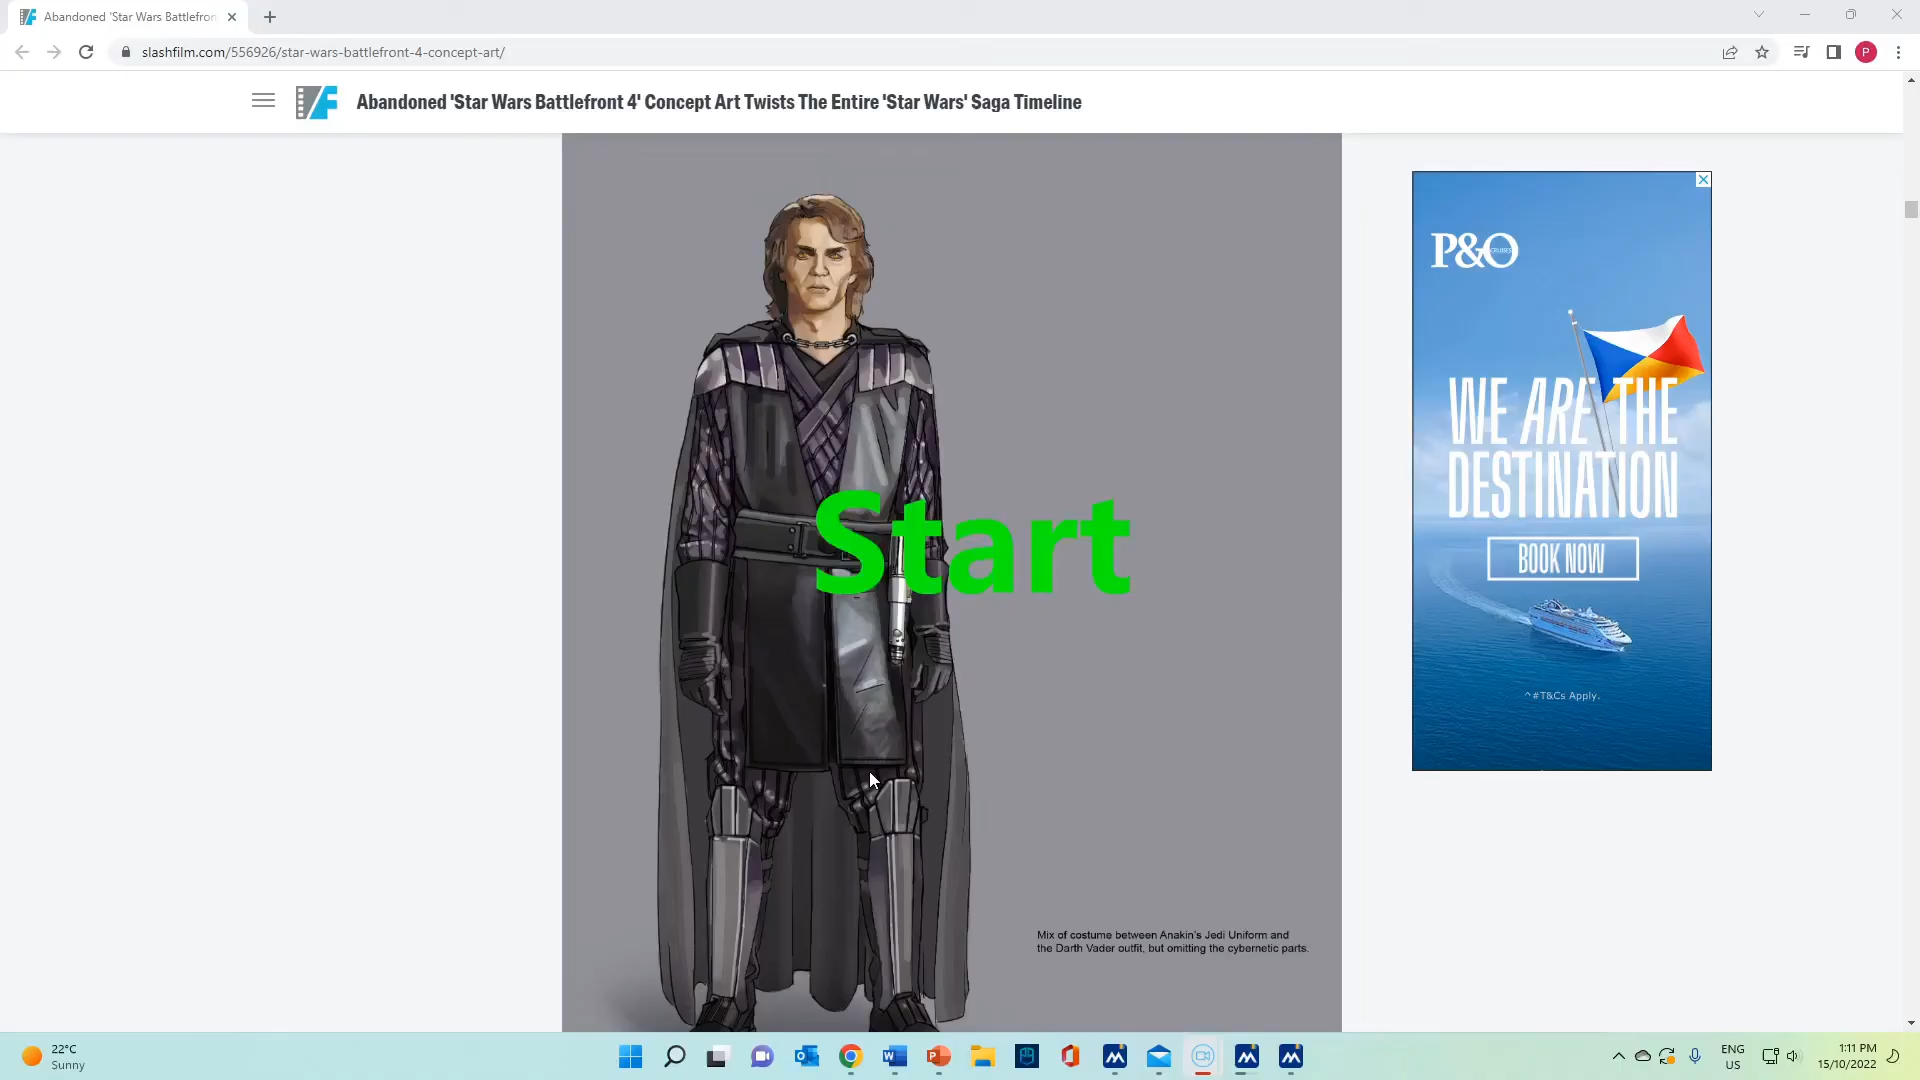 Abandoned 'Star Wars Battlefron
slashfilm.com/556926/star-wars-battlefront-4-concept-art/
P
Abandoned 'Star Wars Battlefront 4' Concept Art Twists The Entire 'Star Wars' Saga Timeline
P&O
CRUISES
WE ARE THE
DESTINATION
BOOK NOW
^#T&Cs Apply.
Start
Mix of costume between Anakin's Jedi Uniform and
the Darth Vader outfit, but omitting the cybernetic parts.
22°C
Sunny
ENG
US
1:11 PM
15/10/2022